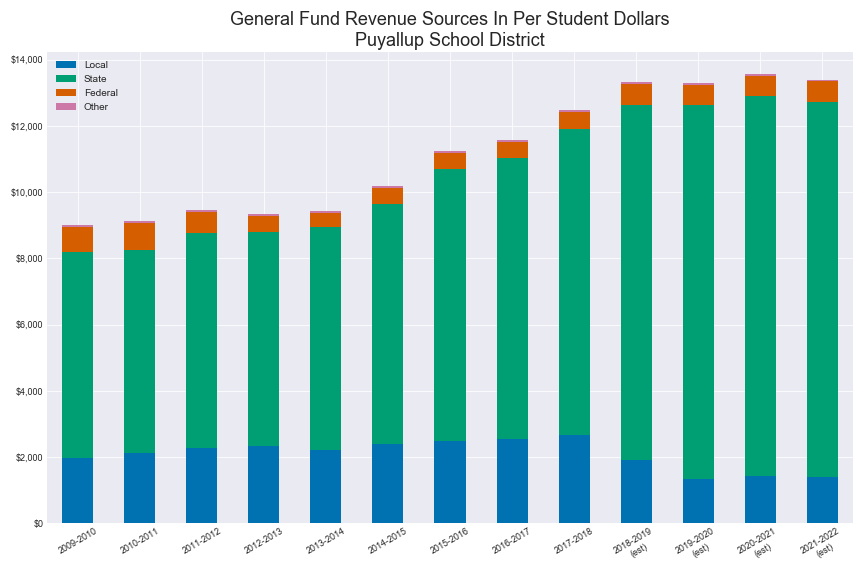 General Fund Revenue Sources In Per Student Dollars
Puyallup School District
Local
State
Federal
Other
$14,000
$12,000
$10,000
$8,000
$6,000
$4,000
$2,000
$0
2009-2010
2010-2011
2011-2012
2012-2013
2013-2014
2014-2015
2015-2016
2016-2017
2017-2018
2018-2019
(est)
2019-2020
(est)
2020-2021
(est)
2021-2022
(est)